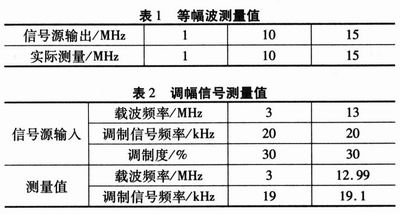 表1 等幅波测量值
信号源输出/MHz 1 10 15
实际测量/MHz 1 10 15
表2 调幅信号测量值
信号源输入 载波频率/MHz 3 13
调制信号频率/kHz 20 20
调制度/% 30 30
测量值 载波频率/MHz 3 12.99
调制信号频率/kHz 19 19.1